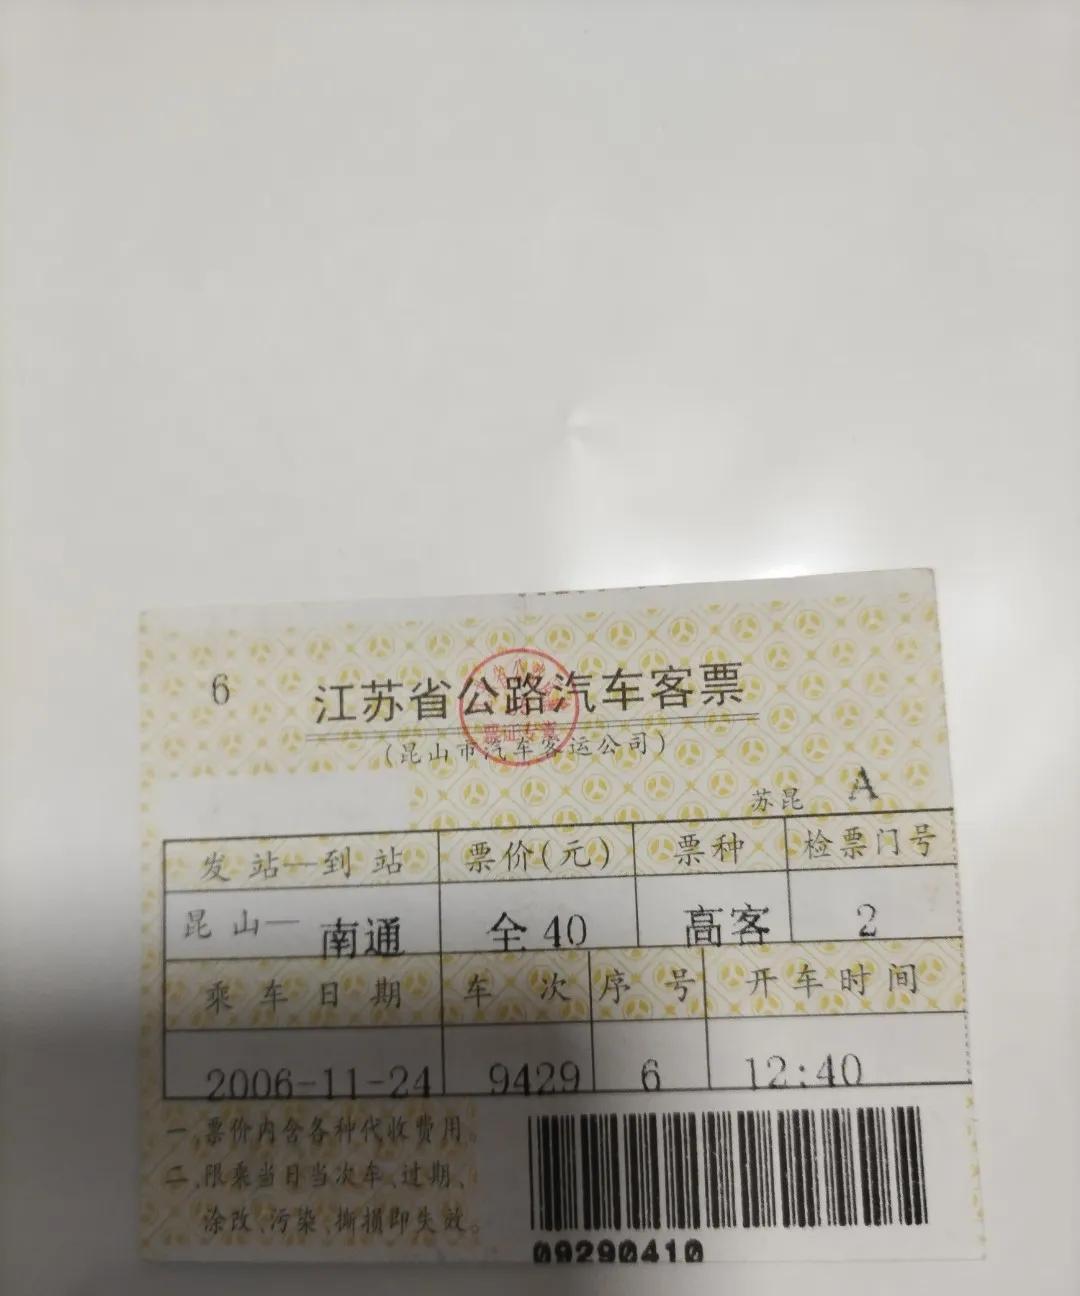 6
江苏省公路汽车客票
(昆山市汽车客运公司)
苏昆 A
发站—到站 票价(元) 票种 检票门号
昆山— 南通 全40 高客 2
乘车日期 车次 序号 开车时间
2006-11-24 9429 6 12:40
一、票价内含各种代收费用。
二、限乘当日当次车、过期、
涂改、污染、撕损即失效。
09290410